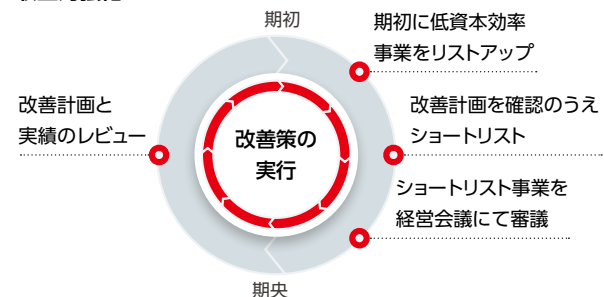 期初
期初に低資本効率
事業をリストアップ
改善計画と
実績のレビュー
改善策の
実行
改善計画を確認のうえ
ショートリスト
ショートリスト事業を
経営会議にて審議
期央